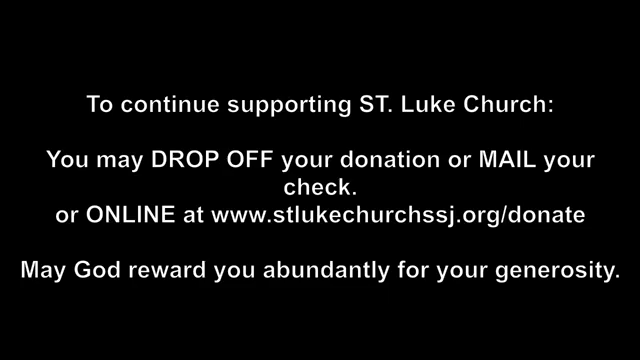 To continue supporting ST. Luke Church:
You may DROP OFF your donation or MAIL your
check.
or ONLINE at www.stlukechurchssj.org/donate
May God reward you abundantly for your generosity.